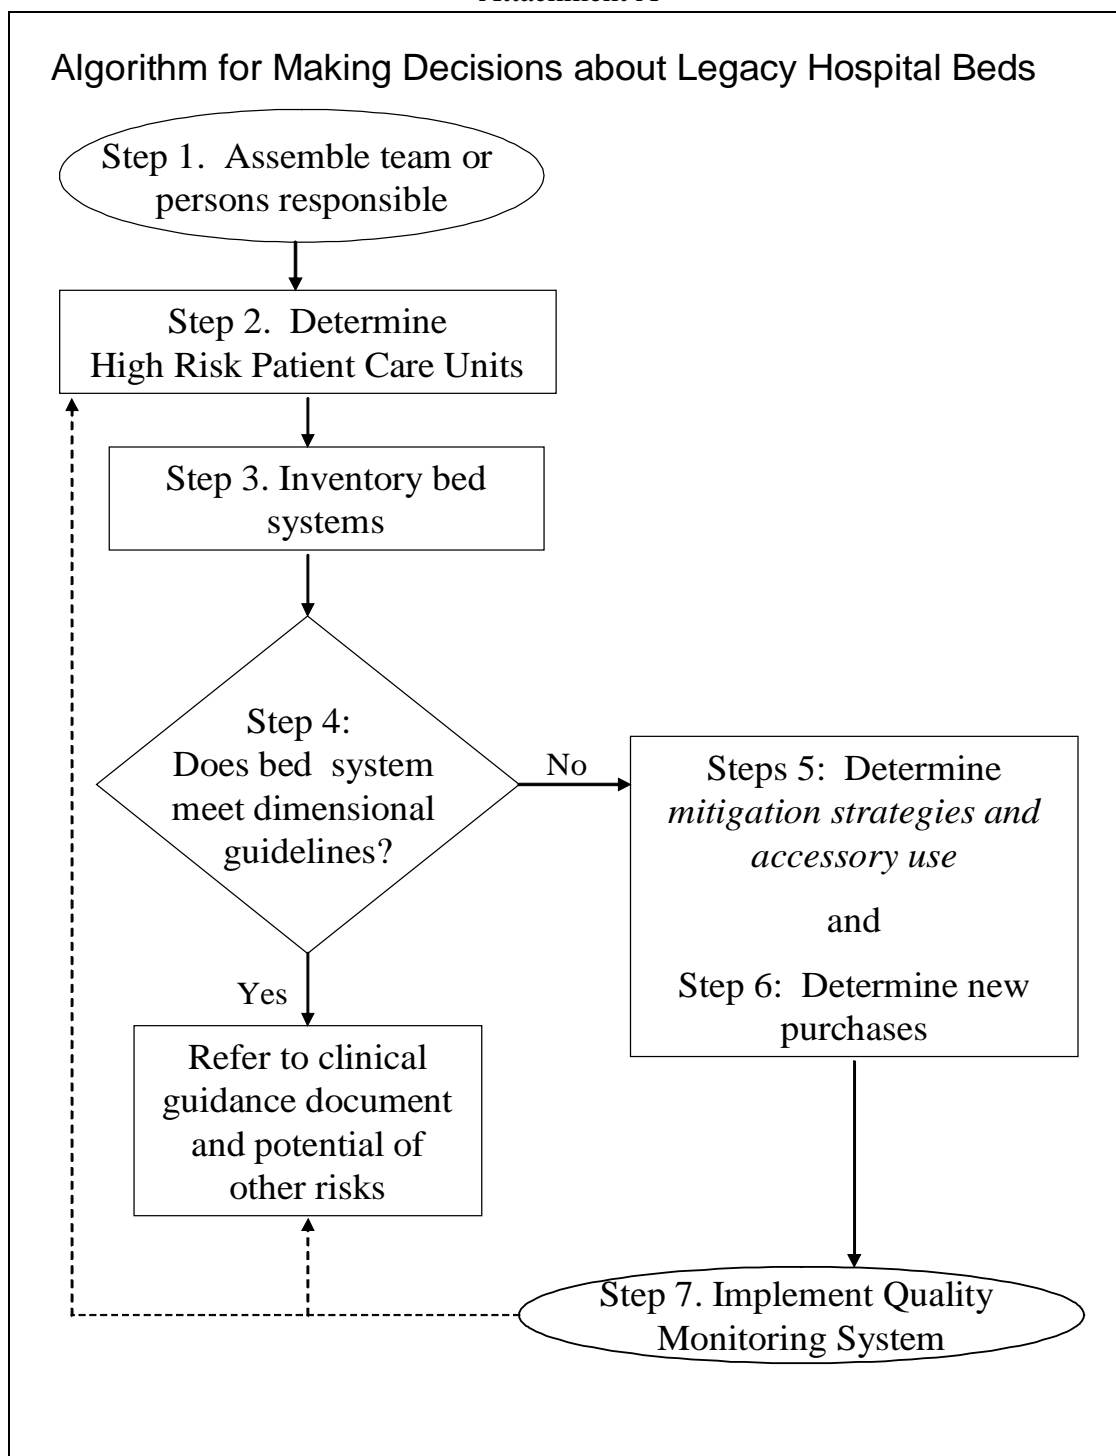 Algorithm for Making Decisions about Legacy Hospital Beds
Step 1.  Assemble team or
persons responsible
Step 2.  Determine
High Risk Patient Care Units
Step 3. Inventory bed
systems
Step 4:
Does bed  system
meet dimensional
guidelines?
No
Steps 5:  Determine
mitigation strategies and
accessory use
and
Step 6:  Determine new
purchases
Yes
Refer to clinical
guidance document
and potential of
other risks
Step 7. Implement Quality
Monitoring System